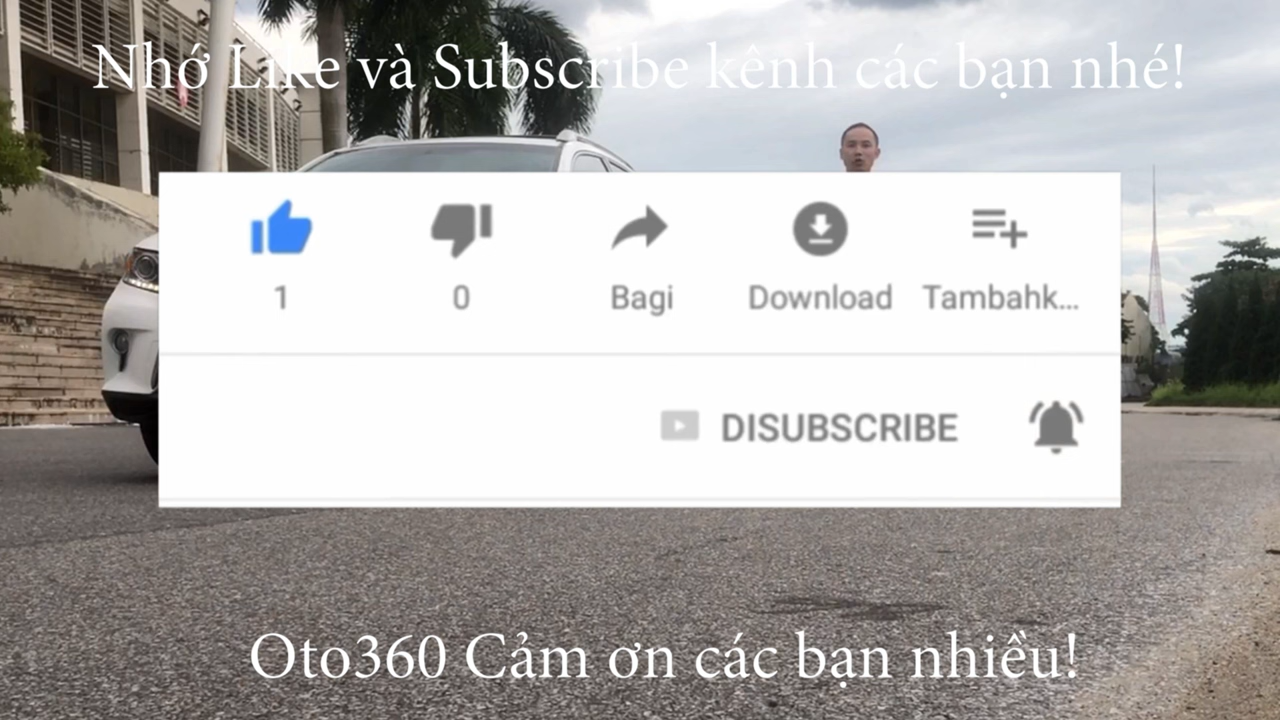 Nhớ Like và Subscribe kênh các bạn nhé!
1 0 Bagi Download Tambahk...
DISUBSCRIBE
Oto360 Cảm ơn các bạn nhiều!